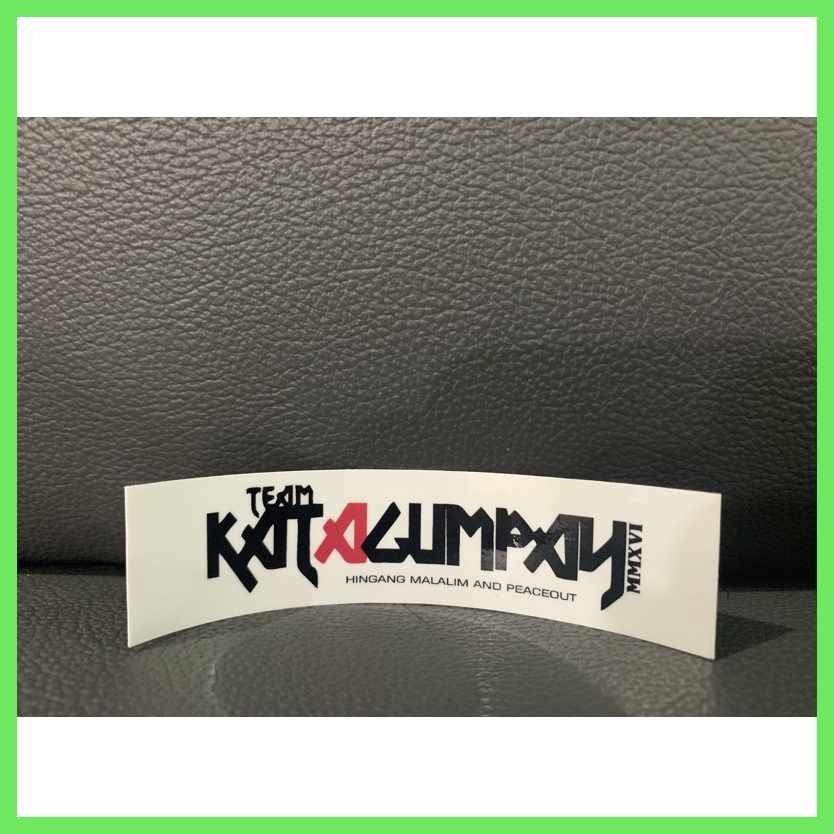 TEAM
KATAGUMPAY
MMXVI
HINGANG MALALIM AND PEACEOUT